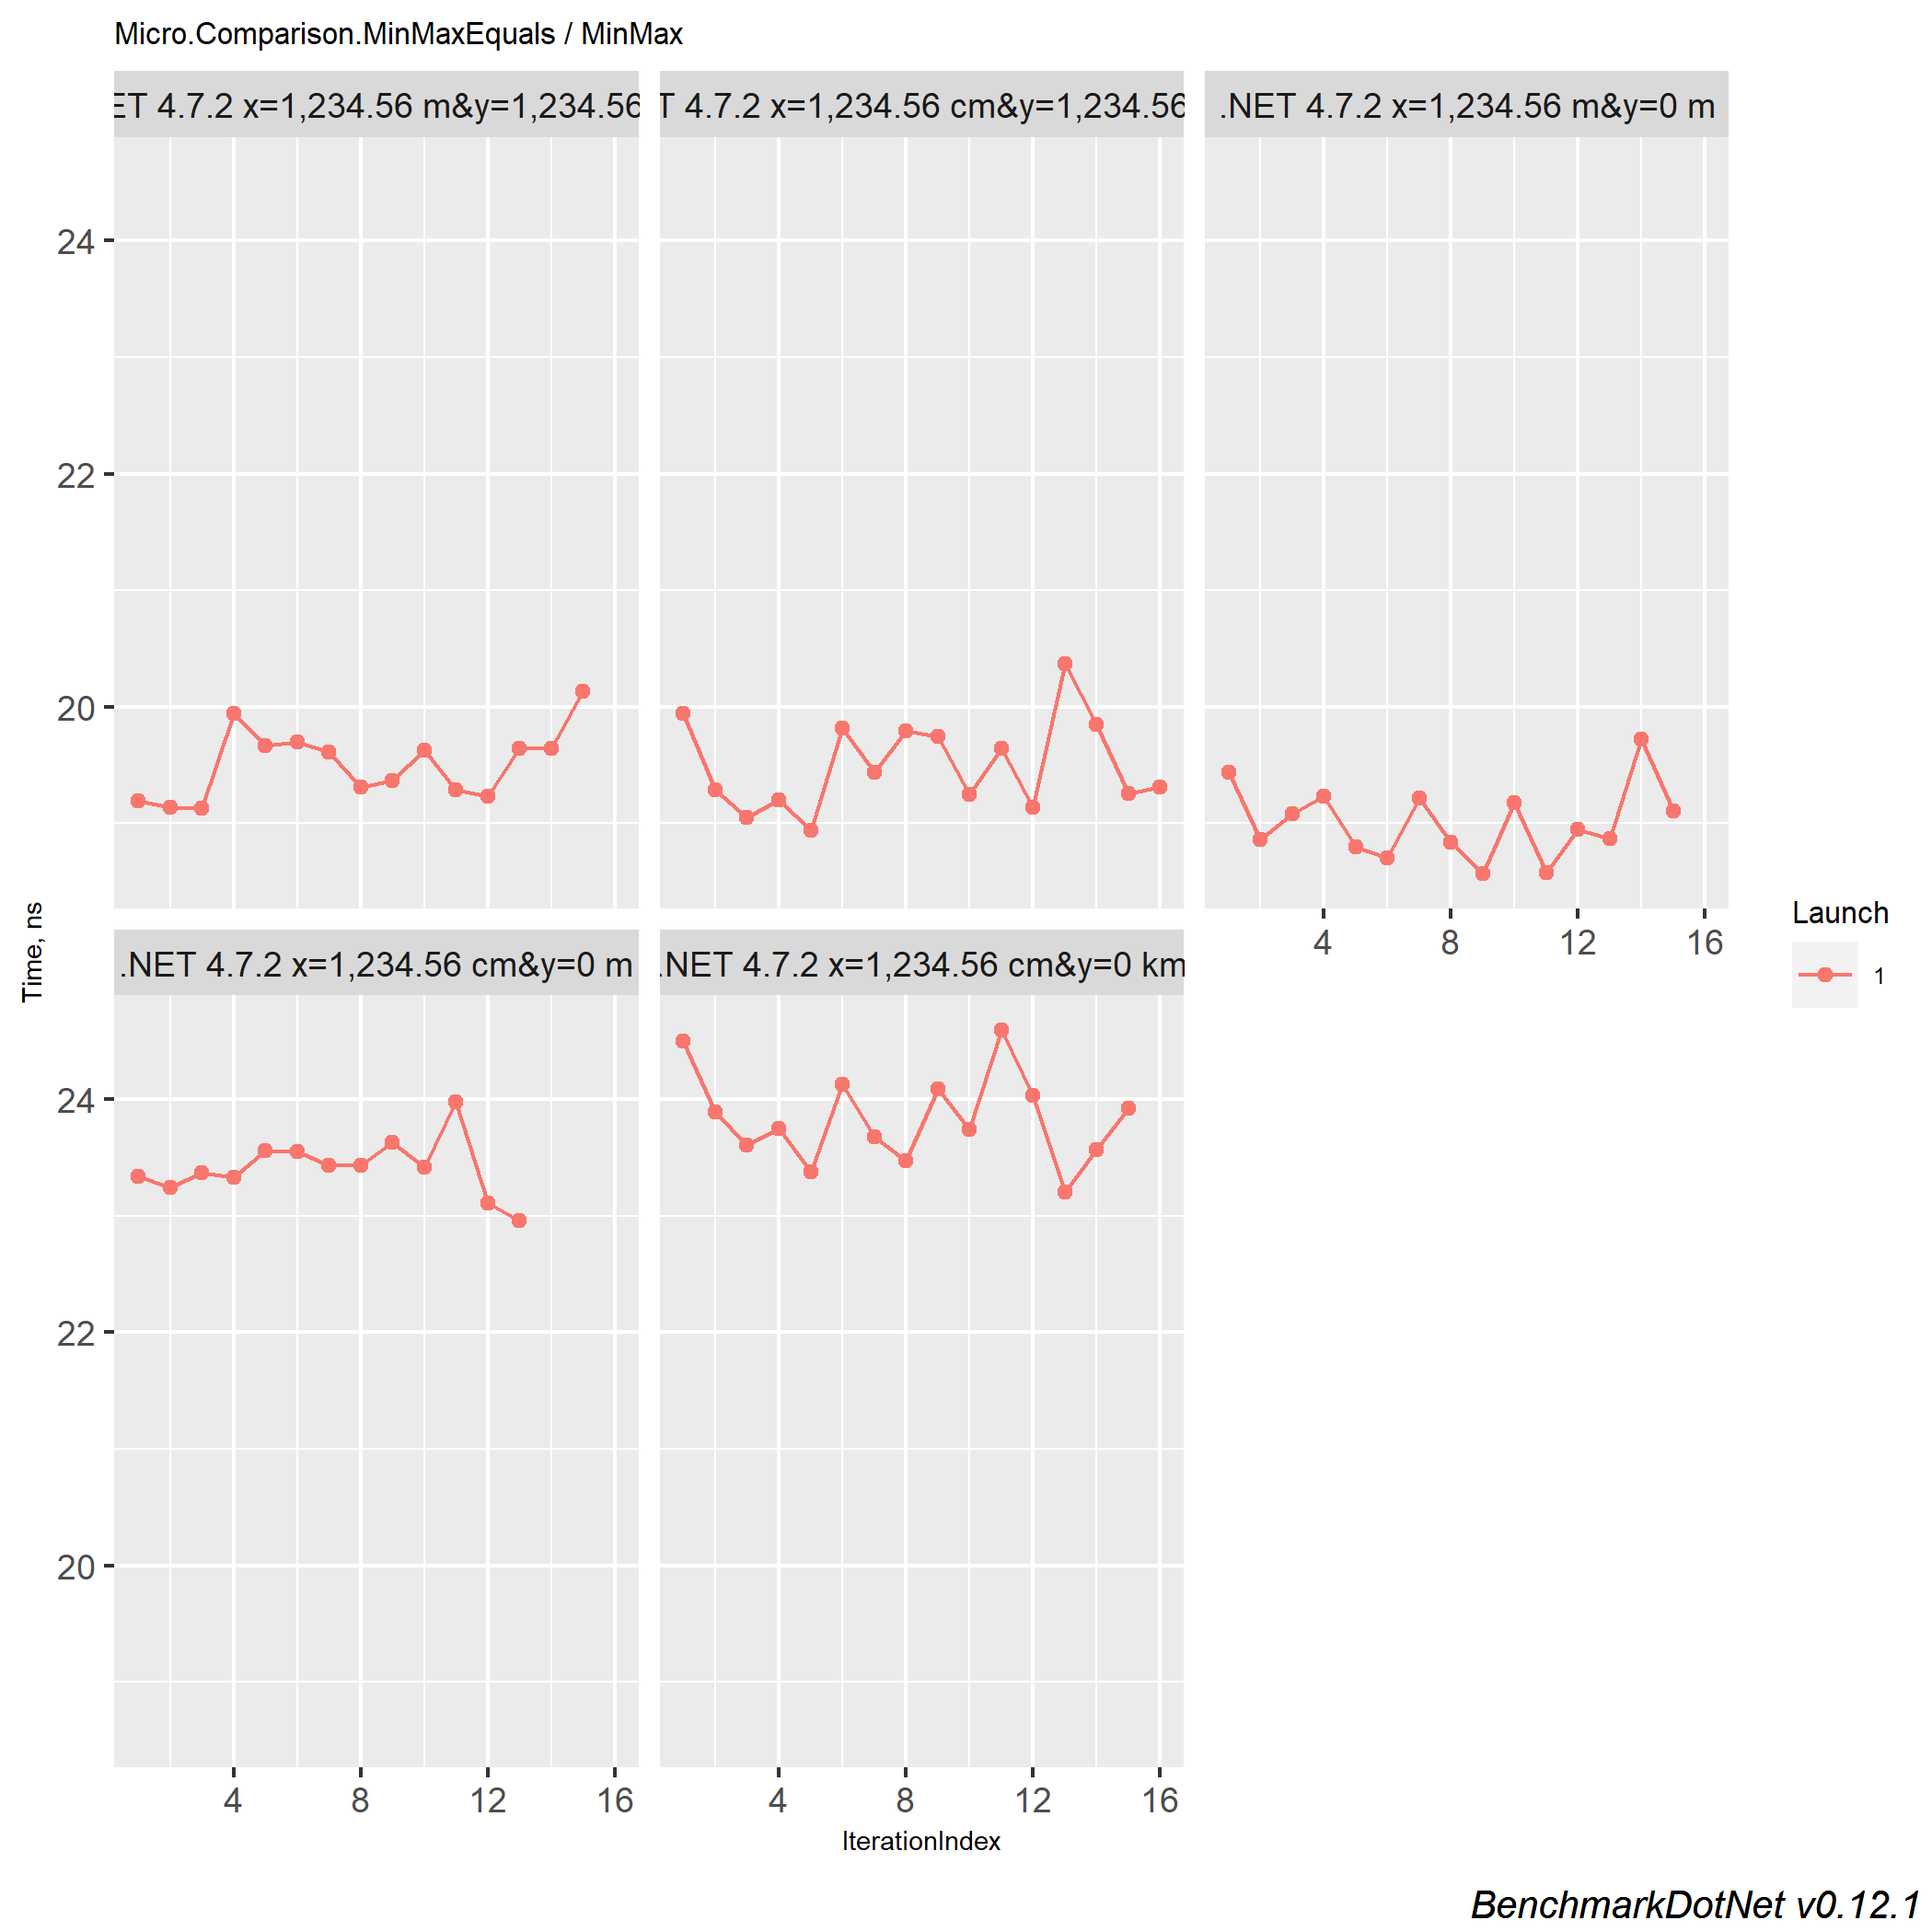 Micro.Comparison.MinMaxEquals / MinMax
ET 4.7.2 x=1,234.56 m&y=1,234.56
T 4.7.2 x=1,234.56 cm&y=1,234.56
.NET 4.7.2 x=1,234.56 m&y=0 m
24
22
20
4 8 12 16
Time, ns
Launch
1
.NET 4.7.2 x=1,234.56 cm&y=0 m
.NET 4.7.2 x=1,234.56 cm&y=0 km
24
22
20
4 8 12 16
4 8 12 16
IterationIndex
BenchmarkDotNet v0.12.1